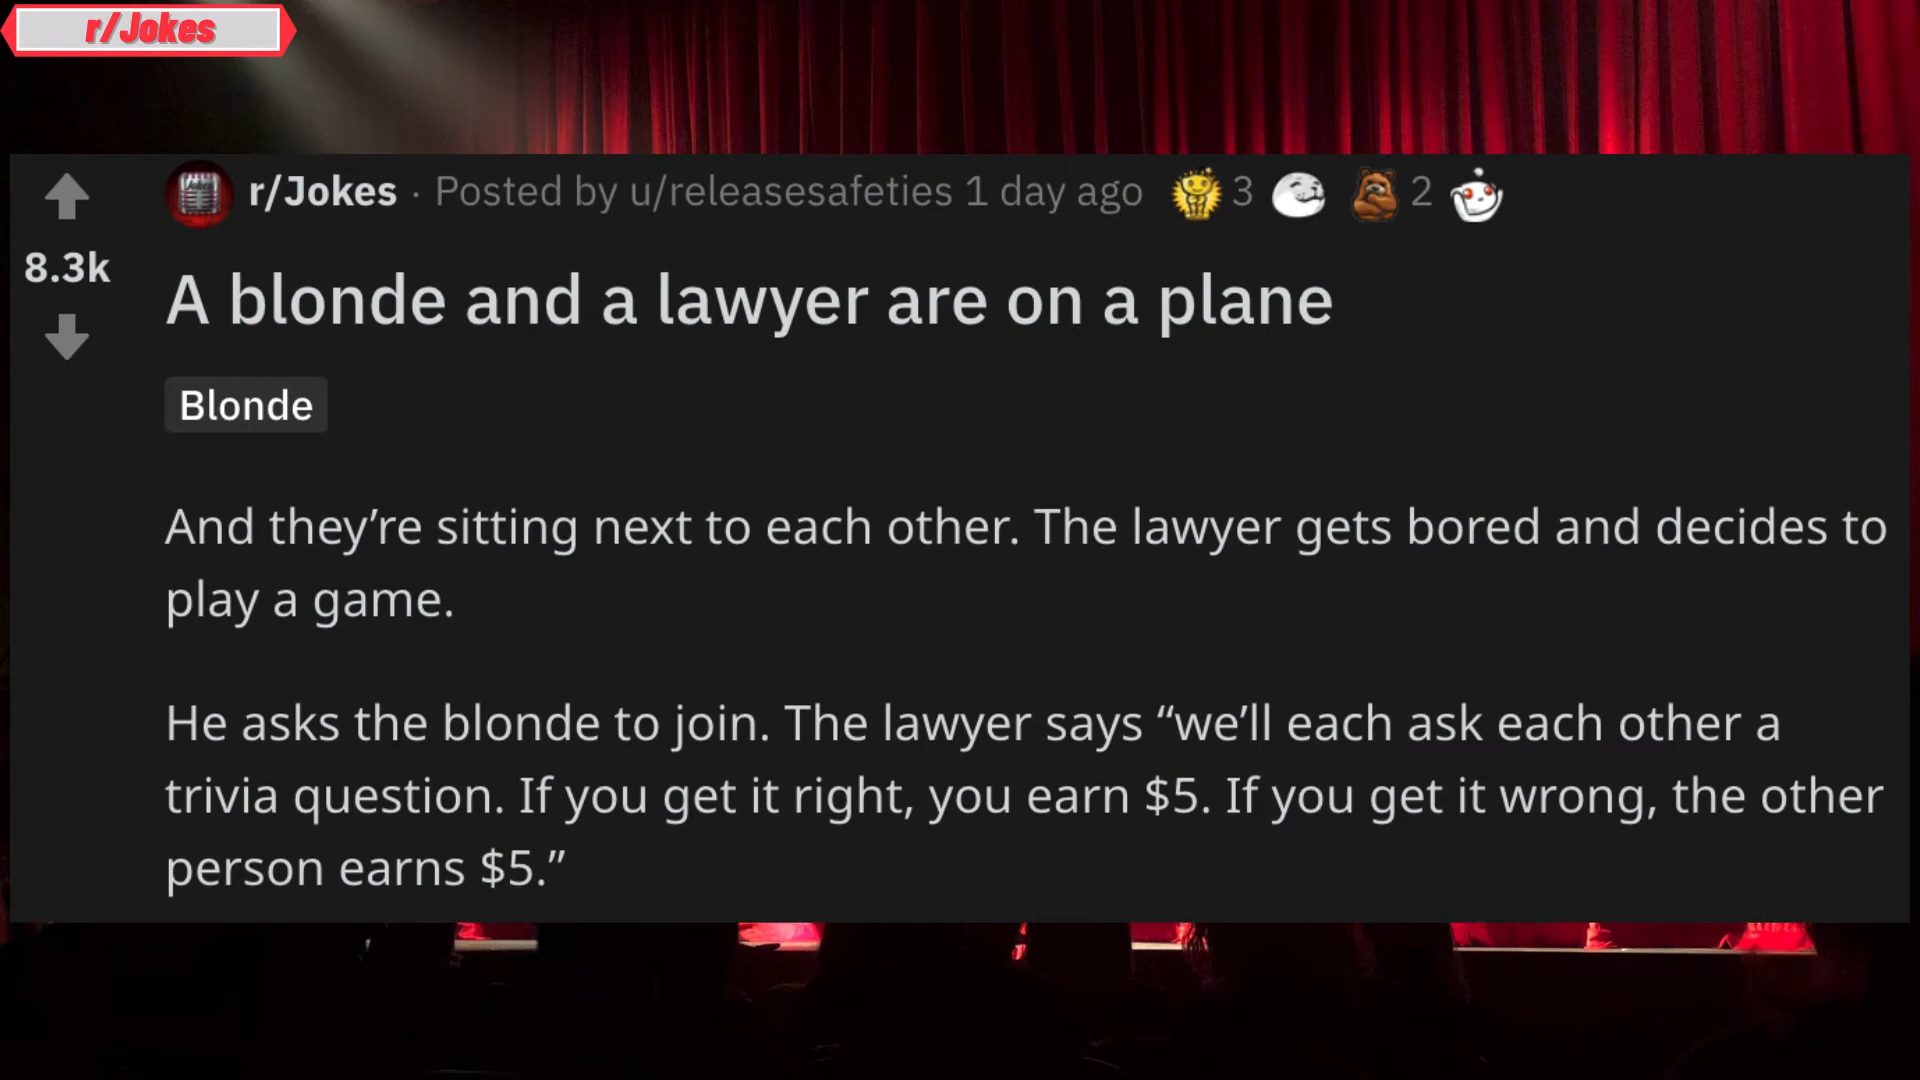 r/Jokes
r/Jokes · Posted by u/releasesafeties 1 day ago 3 2
8.3k
A blonde and a lawyer are on a plane
Blonde
And they’re sitting next to each other. The lawyer gets bored and decides to
play a game.
He asks the blonde to join. The lawyer says “we’ll each ask each other a
trivia question. If you get it right, you earn $5. If you get it wrong, the other
person earns $5.”